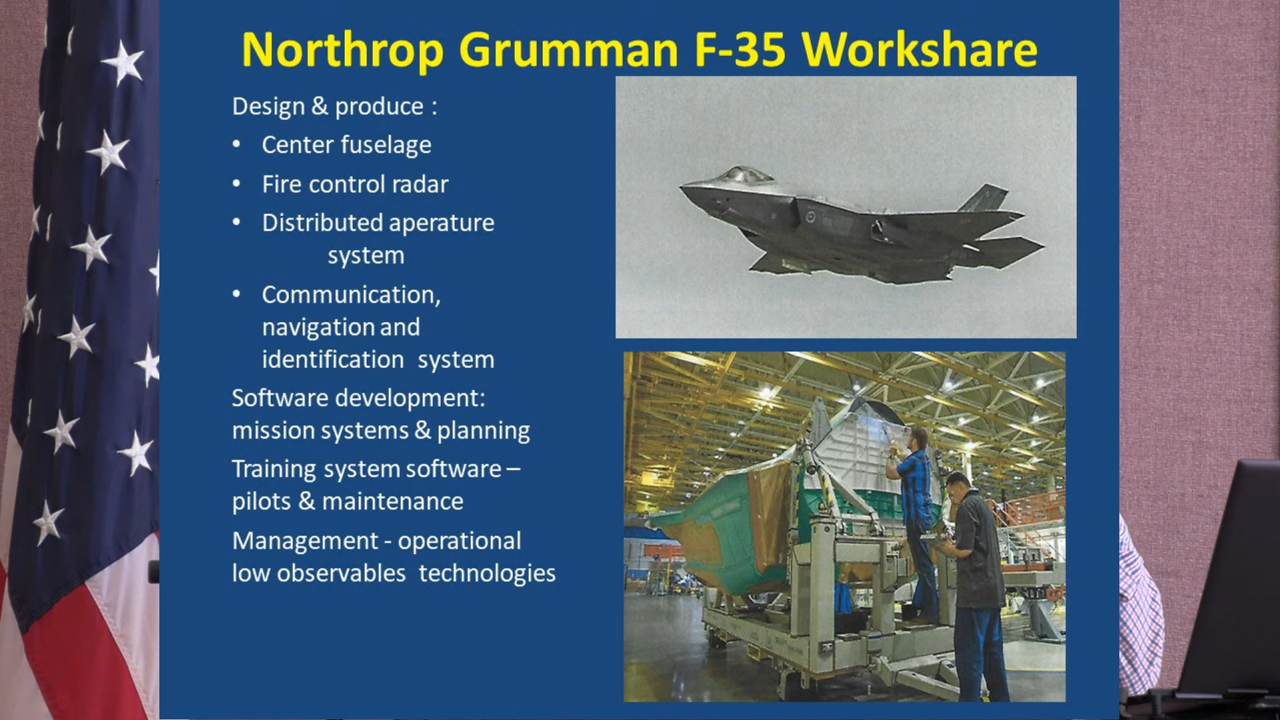 Northrop Grumman F-35 Workshare
Design & produce :
• Center fuselage
• Fire control radar
• Distributed aperature
system
• Communication,
navigation and
identification system
Software development:
mission systems & planning
Training system software –
pilots & maintenance
Management - operational
low observables technologies